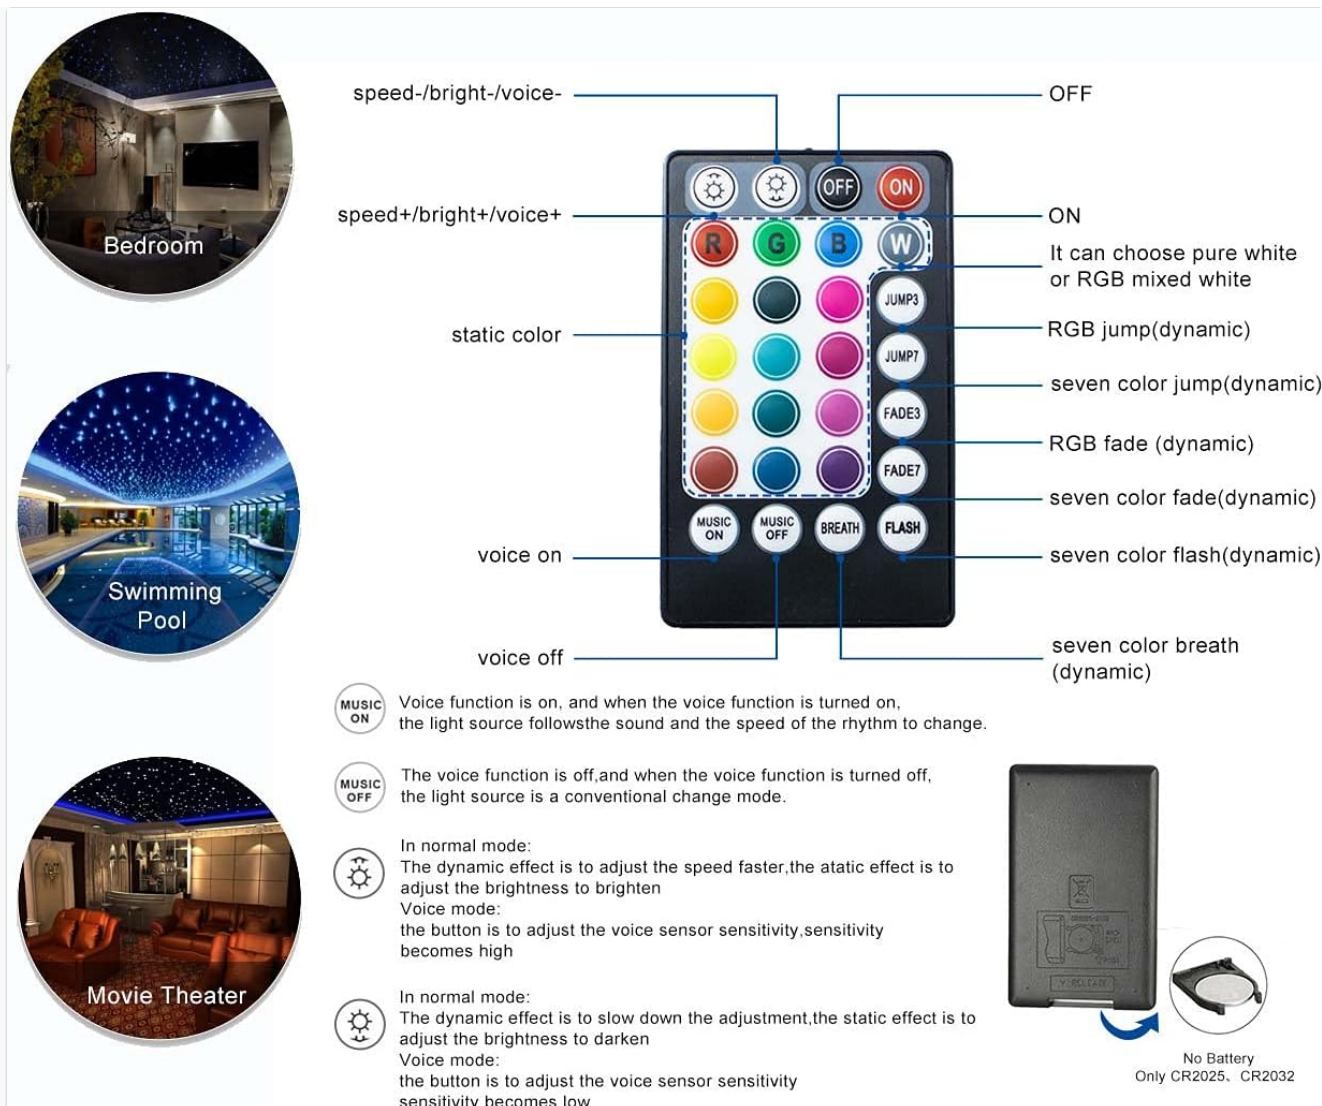 Bedroom
Swimming
Pool
Movie Theater
speed-/bright-/voice-
speed+/bright+/voice+
static color
voice on
voice off
OFF
ON
It can choose pure white
or RGB mixed white
RGB jump(dynamic)
seven color jump(dynamic)
RGB fade (dynamic)
seven color fade(dynamic)
seven color flash(dynamic)
seven color breath
(dynamic)
OFF
ON
R
G
B
W
JUMP3
JUMP7
FADE3
FADE7
MUSIC
ON
MUSIC
OFF
BREATH
FLASH
MUSIC
ON
Voice function is on, and when the voice function is turned on,
the light source followsthe sound and the speed of the rhythm to change.
MUSIC
OFF
The voice function is off,and when the voice function is turned off,
the light source is a conventional change mode.
In normal mode:
The dynamic effect is to adjust the speed faster,the atatic effect is to
adjust the brightness to brighten
Voice mode:
the button is to adjust the voice sensor sensitivity,sensitivity
becomes high
In normal mode:
The dynamic effect is to slow down the adjustment,the static effect is to
adjust the brightness to darken
Voice mode:
the button is to adjust the voice sensor sensitivity
sensitivity becomes low
No Battery
Only CR2025、CR2032